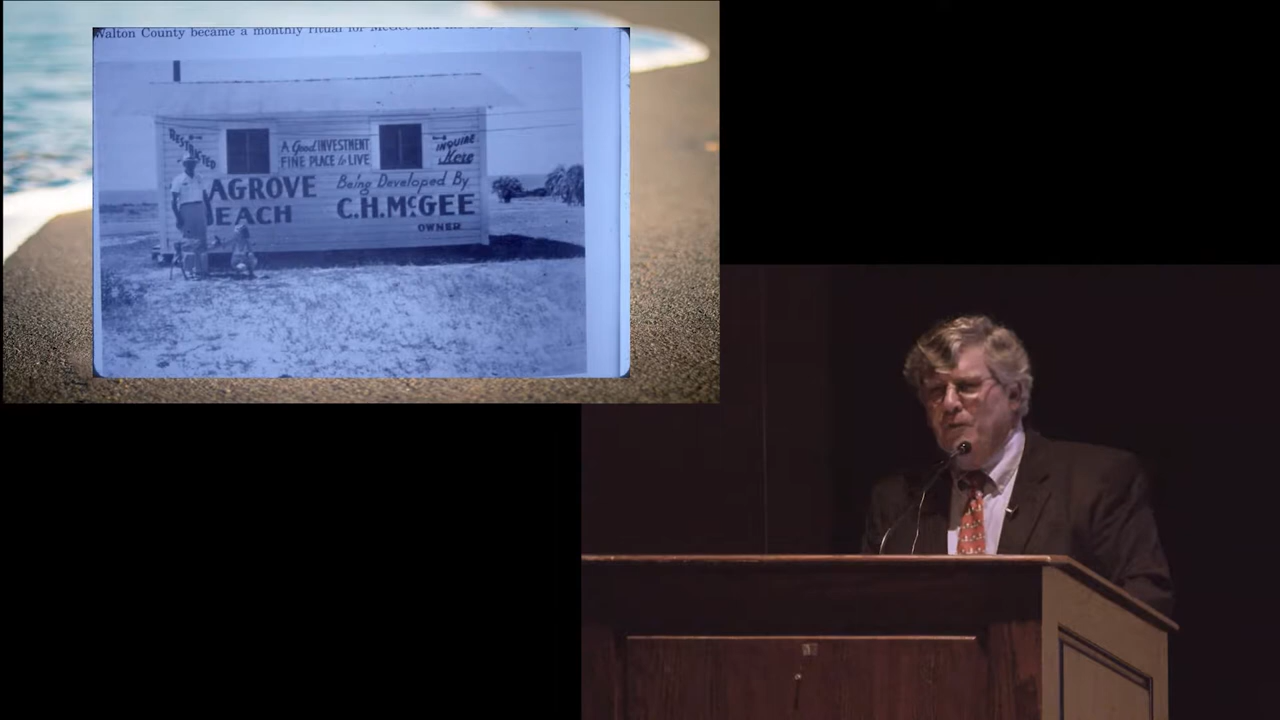 Walton County became a monthly ritual for McGee and his
RESTRICTED
A Good INVESTMENT
FINE PLACE to LIVE
INQUIRE
Here
AGROVE
EACH
Being Developed By
C.H. McGEE
OWNER